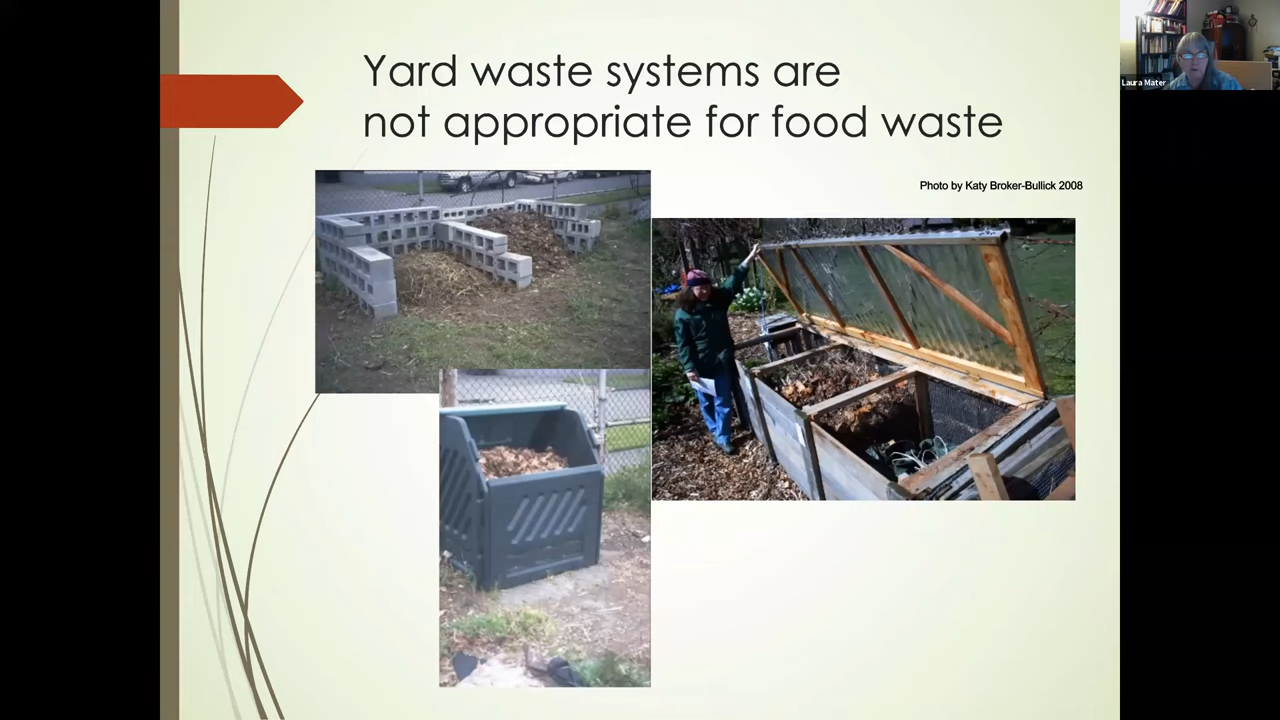 Yard waste systems are
not appropriate for food waste
Photo by Katy Broker-Bullick 2008
Laura Mater